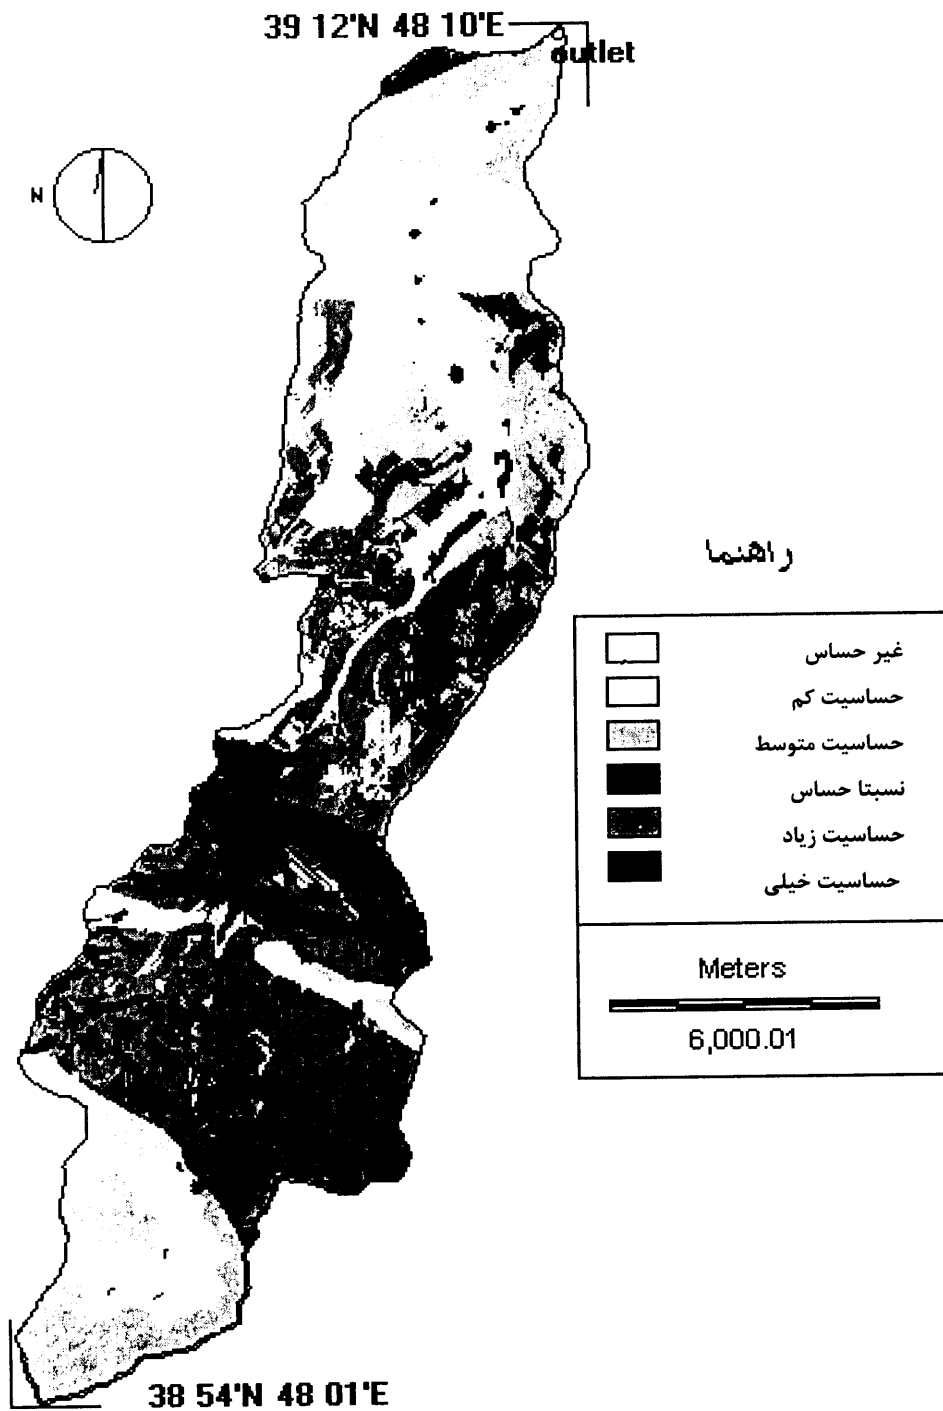 39 12'N 48 10'E
outlet
N
راهنما
غیر حساس
حساسیت کم
حساسیت متوسط
نسبتا حساس
حساسیت زیاد
حساسیت خیلی
Meters
6,000.01
38 54'N 48 01'E